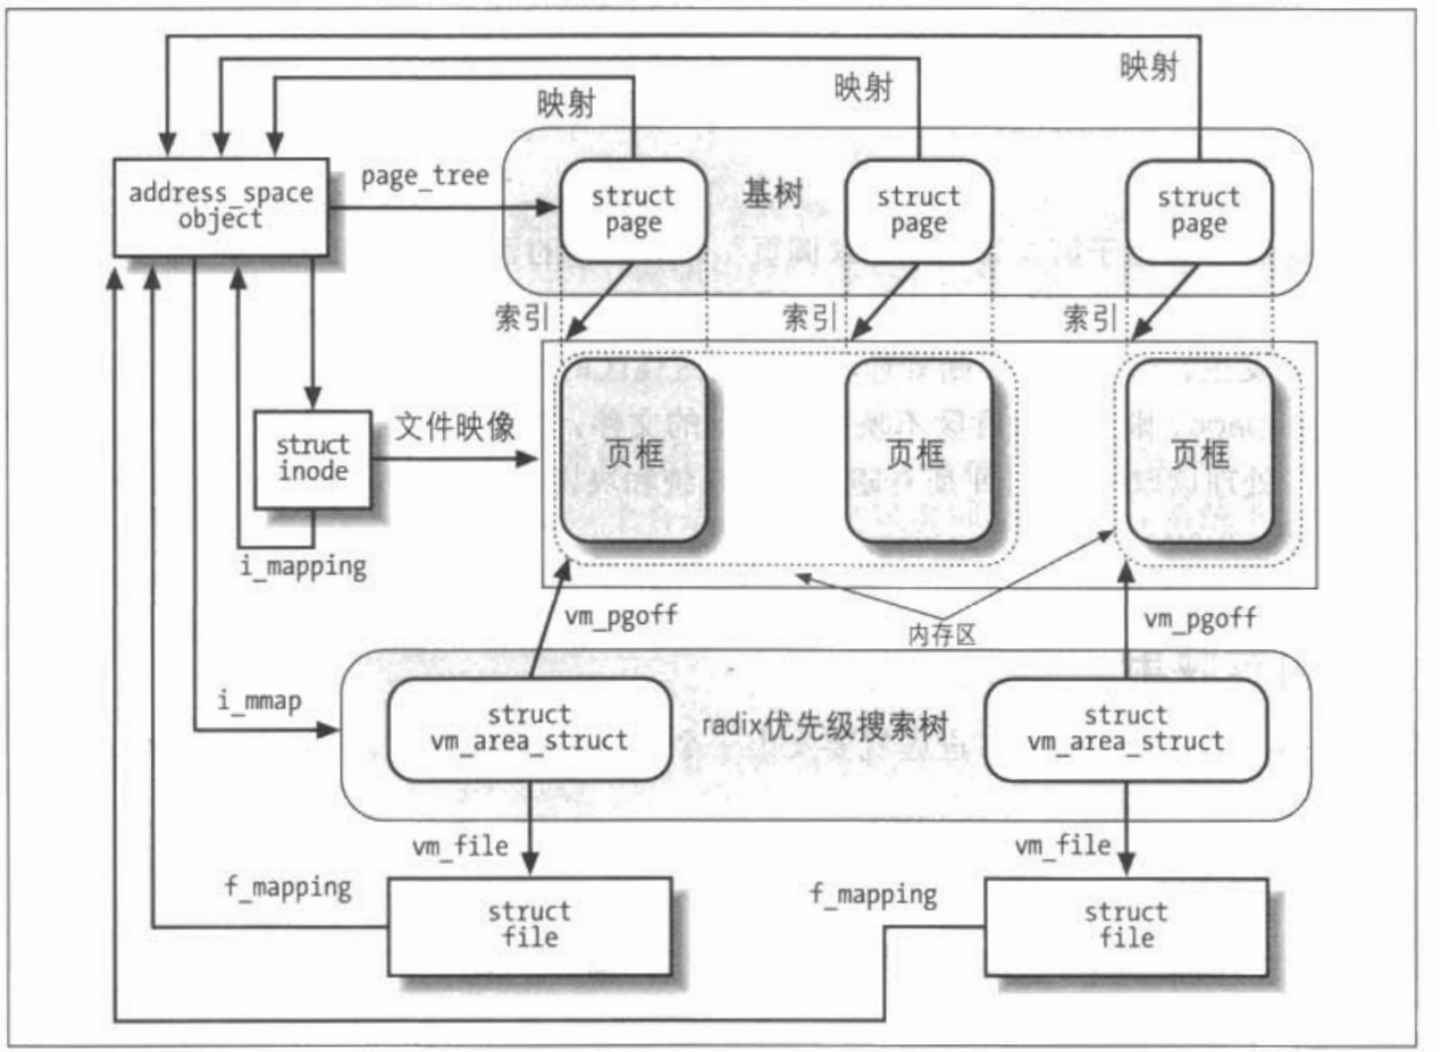 映射
映射
映射
address_space
object
page_tree
struct
page
基树
struct
page
struct
page
索引
索引
索引
struct
inode
文件映像
页框
页框
页框
i_mapping
vm_pgoff
内存区
vm_pgoff
i_mmap
struct
vm_area_struct
radix优先级搜索树
struct
vm_area_struct
vm_file
vm_file
f_mapping
f_mapping
struct
file
struct
file